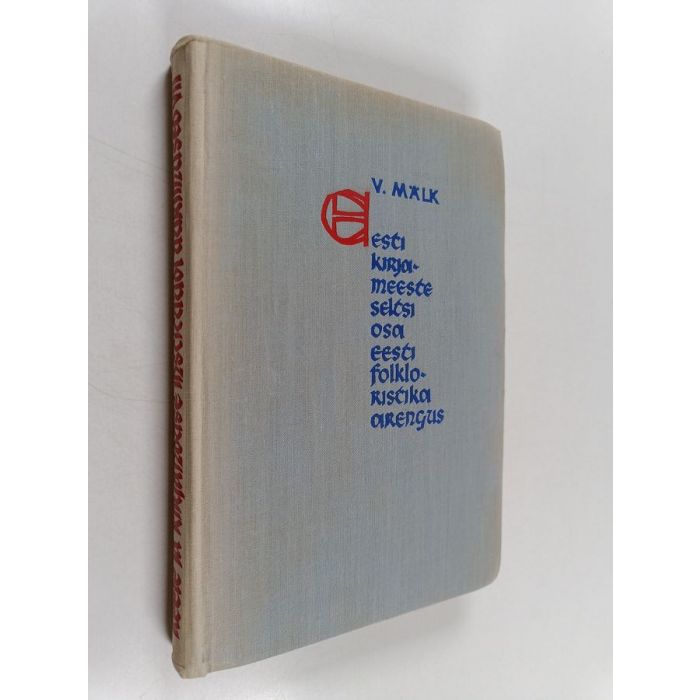 V. MÄLK
Eesti
kirja-
meeste
seltsi
osa
eesti
folklo-
ristika
arengus